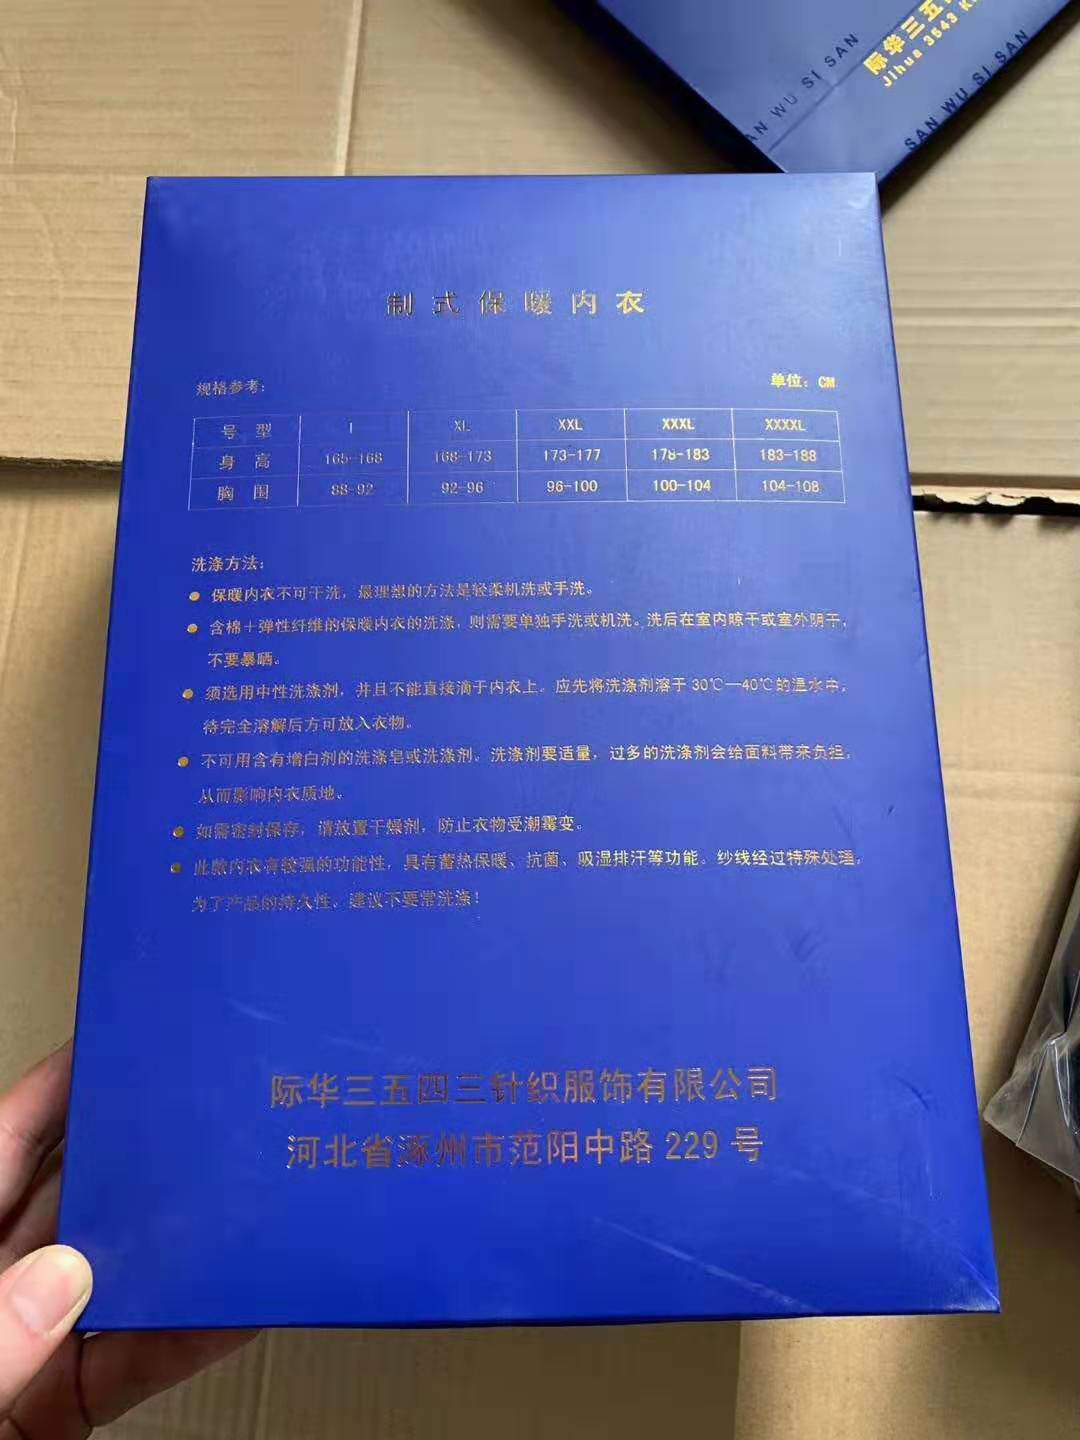 SAN WU SI SAN
际华三五
Jihua 3543 K
SAN WU SI SAN
制式保暖内衣
规格参考： 单位：CM
号型 L XL XXL XXXL XXXXL
身高 165-168 168-173 173-177 178-183 183-188
胸围 88-92 92-96 96-100 100-104 104-108
洗涤方法：
● 保暖内衣不可干洗，最理想的方法是轻柔机洗或手洗。
● 含棉＋弹性纤维的保暖内衣的洗涤，则需要单独手洗或机洗。洗后在室内晾干或室外阴干，
不要暴晒。
● 须选用中性洗涤剂，并且不能直接滴于内衣上。应先将洗涤剂溶于30℃—40℃的温水中，
待完全溶解后方可放入衣物。
● 不可用含有增白剂的洗涤皂或洗涤剂。洗涤剂要适量，过多的洗涤剂会给面料带来负担，
从而影响内衣质地。
● 如需密封保存，请放置干燥剂，防止衣物受潮霉变。
● 此款内衣有较强的功能性，具有蓄热保暖、抗菌、吸湿排汗等功能。纱线经过特殊处理，
为了产品的持久性，建议不要常洗涤！
际华三五四三针织服饰有限公司
河北省涿州市范阳中路 229 号